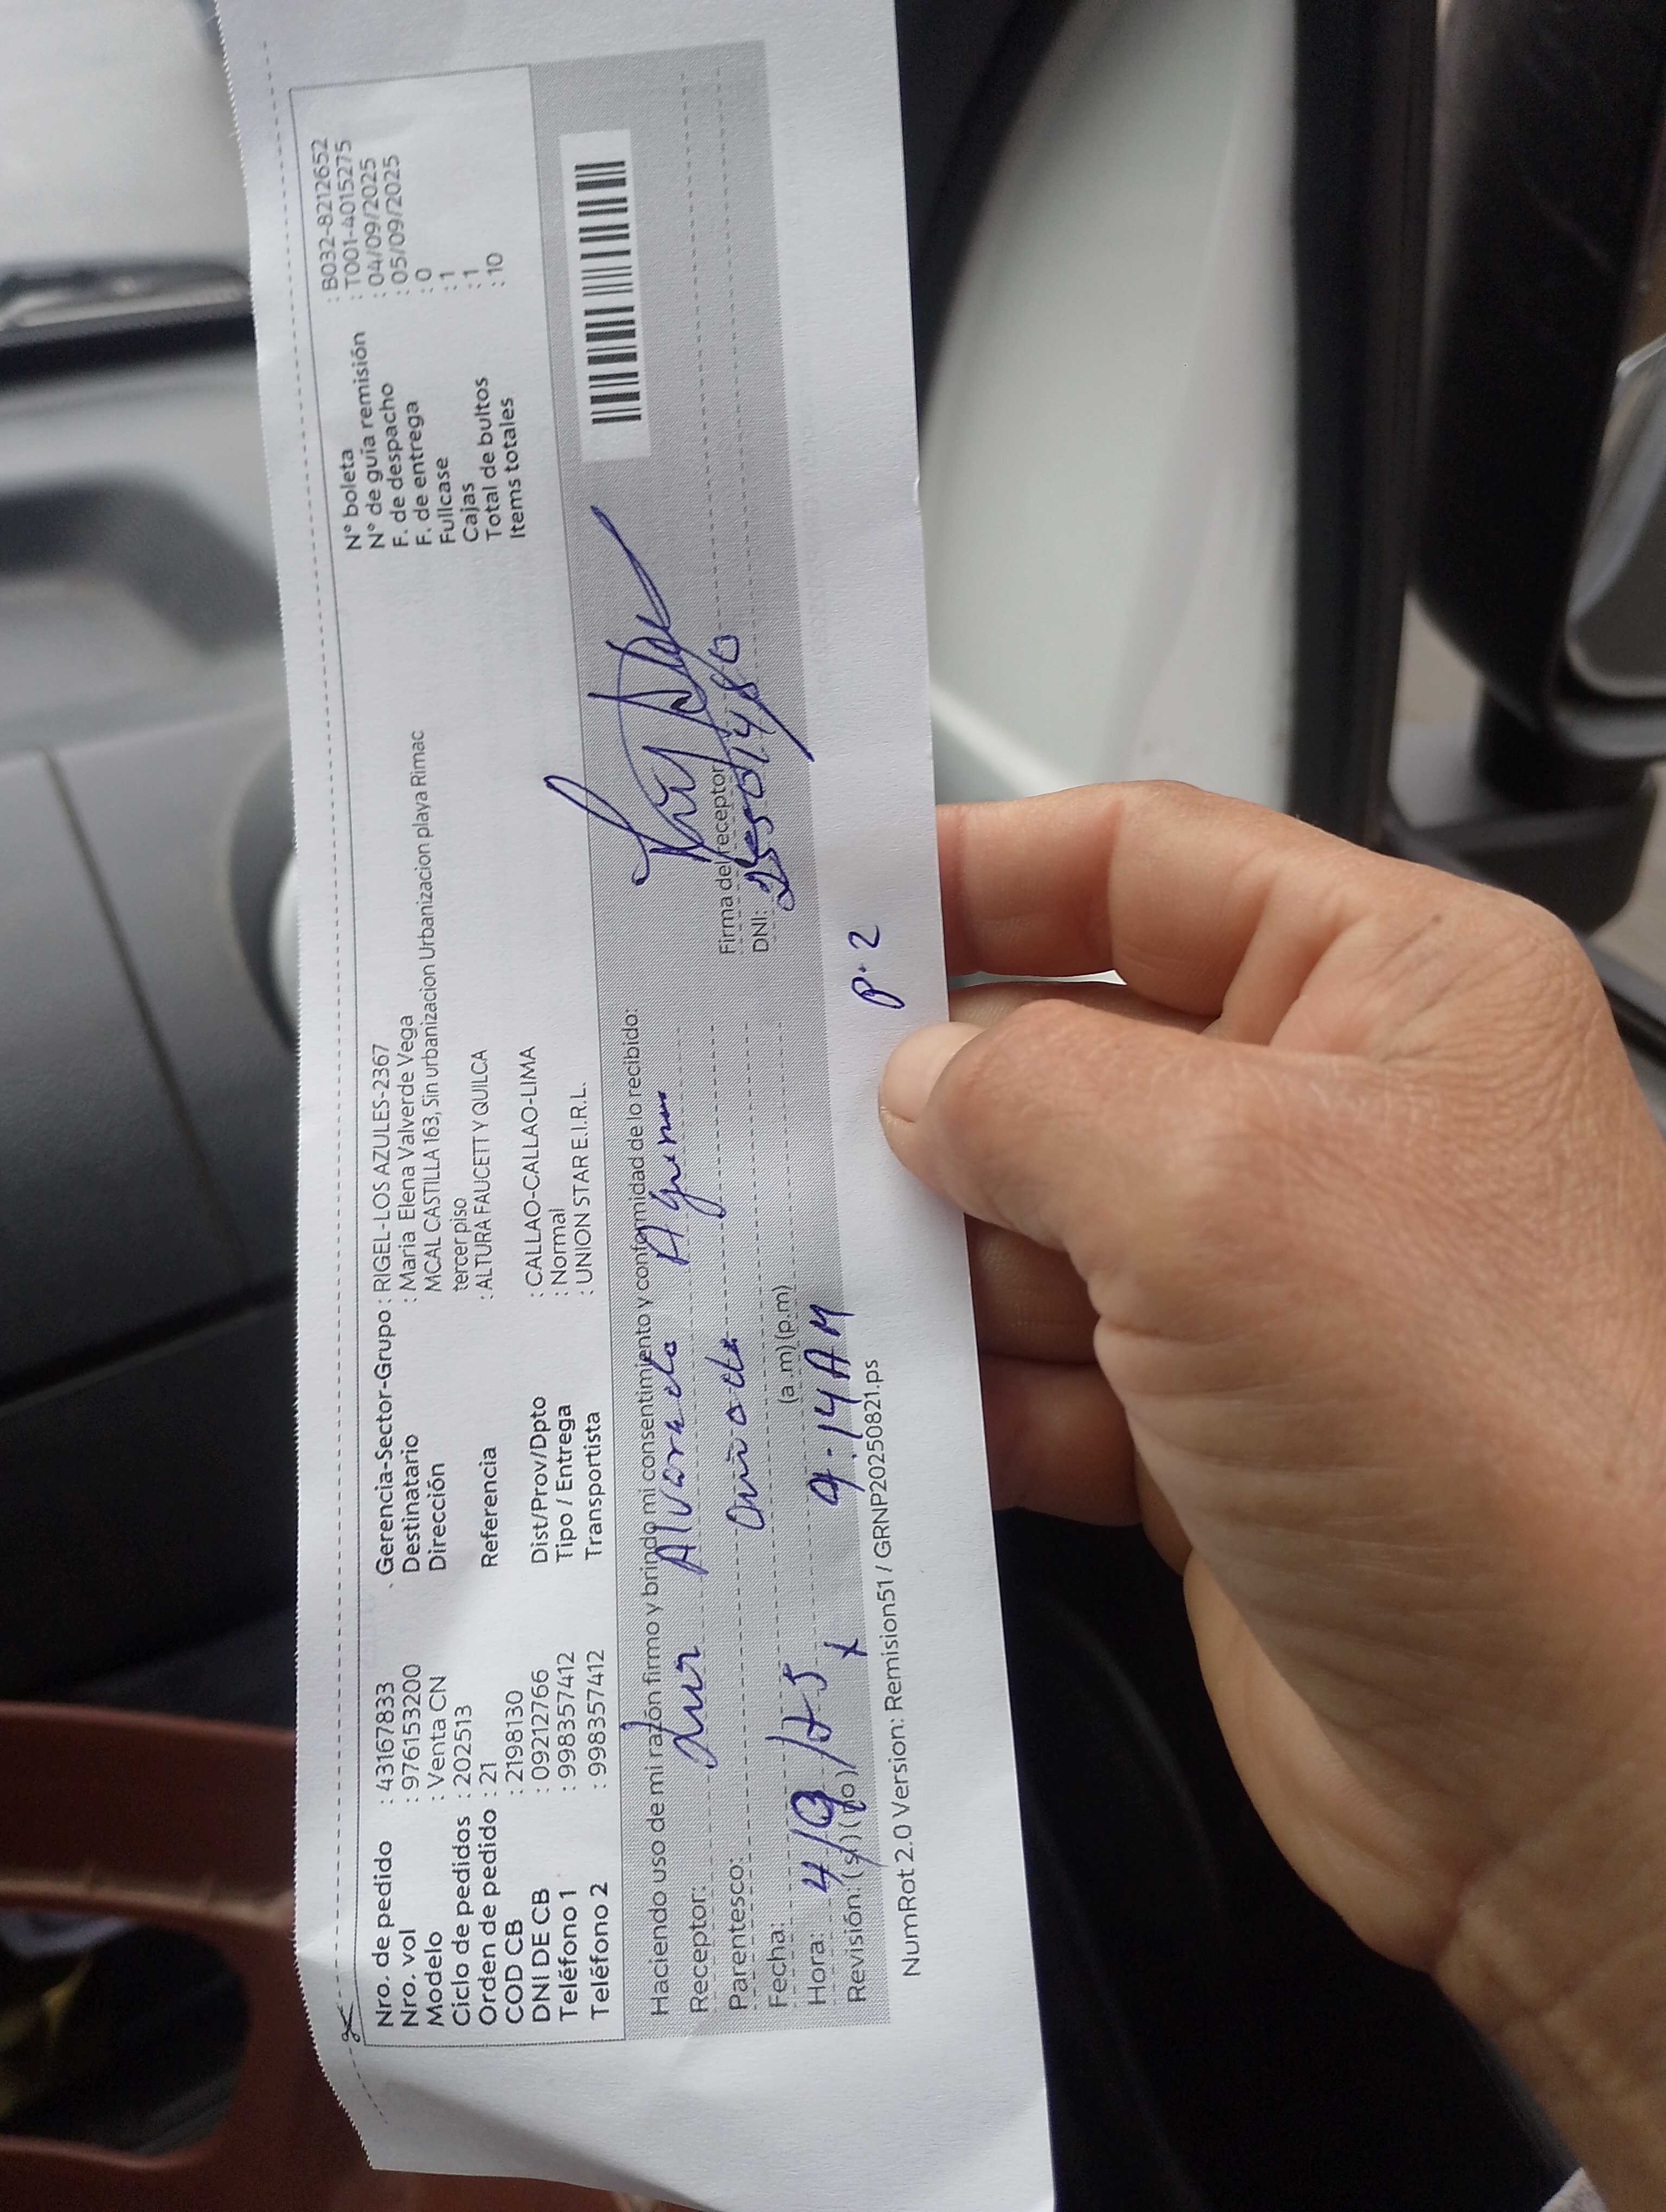 Nro. de pedido : 43167833
Nro. vol : 976153200
Modelo : Venta CN
Ciclo de pedidos : 202513
Orden de pedido : 21
COD CB : 2198130
DNI DE CB : 09212766
Teléfono 1 : 998357412
Teléfono 2 : 998357412
Gerencia-Sector-Grupo : RIGEL-LOS AZULES-2367
Destinatario : Maria Elena Valverde Vega
Dirección MCAL CASTILLA 163, Sin urbanizacion Urbanizacion playa Rimac
tercer piso
Referencia : ALTURA FAUCETT Y QUILCA
Dist/Prov/Dpto : CALLAO-CALLAO-LIMA
Tipo / Entrega : Normal
Transportista : UNION STAR E.I.R.L.
N° boleta : B032-8212652
N° de guía remisión : T001-4015275
F. de despacho : 04/09/2025
F. de entrega : 05/09/2025
Fullcase : 0
Cajas : 1
Total de bultos : 1
Items totales : 10
Haciendo uso de mi razón firmo y brindo mi consentimiento y conformidad de lo recibido:
Receptor: Alvarado
Parentesco:
Fecha: 4/9/25
Hora: 9:14 AM (a.m)(p.m)
Revisión: (si)(no) x
Firma del receptor
DNI:
P.2
NumRot 2.0 Version: Remision51 / GRNP20250821.ps